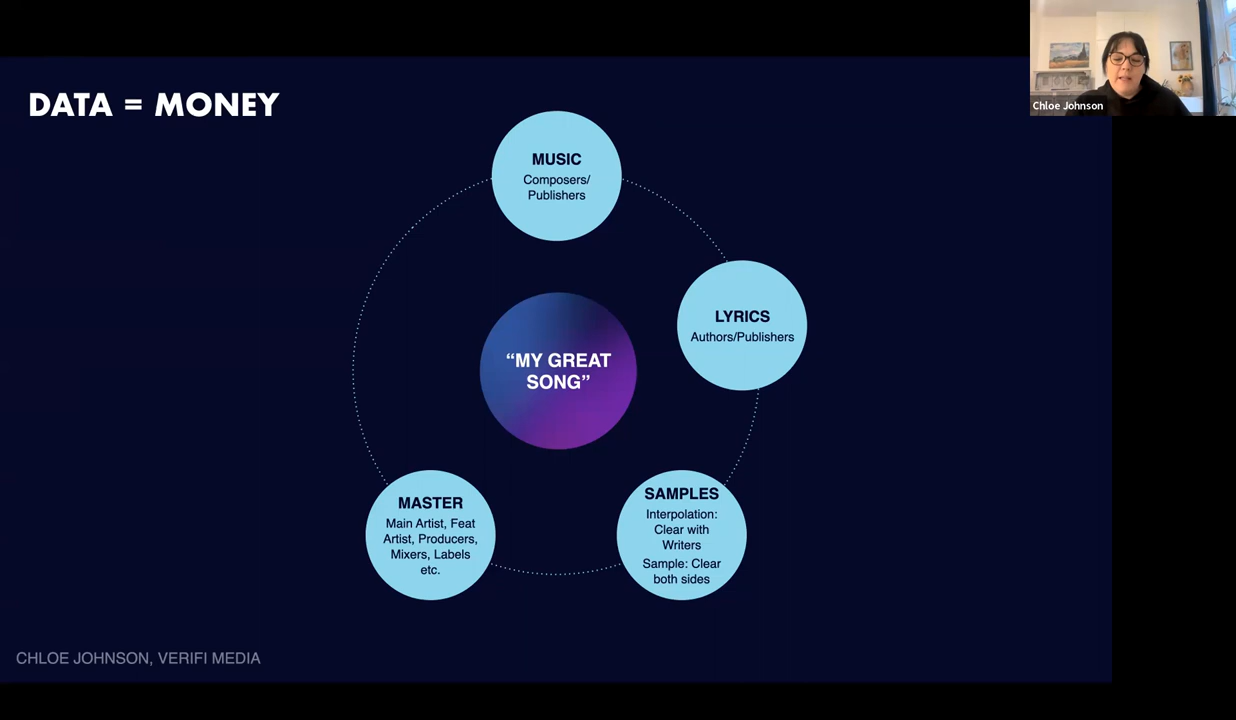 DATA = MONEY
Chloe Johnson
MUSIC
Composers/
Publishers
LYRICS
Authors/Publishers
“MY GREAT
SONG”
MASTER
Main Artist, Feat
Artist, Producers,
Mixers, Labels
etc.
SAMPLES
Interpolation:
Clear with
Writers
Sample: Clear
both sides
CHLOE JOHNSON, VERIFI MEDIA